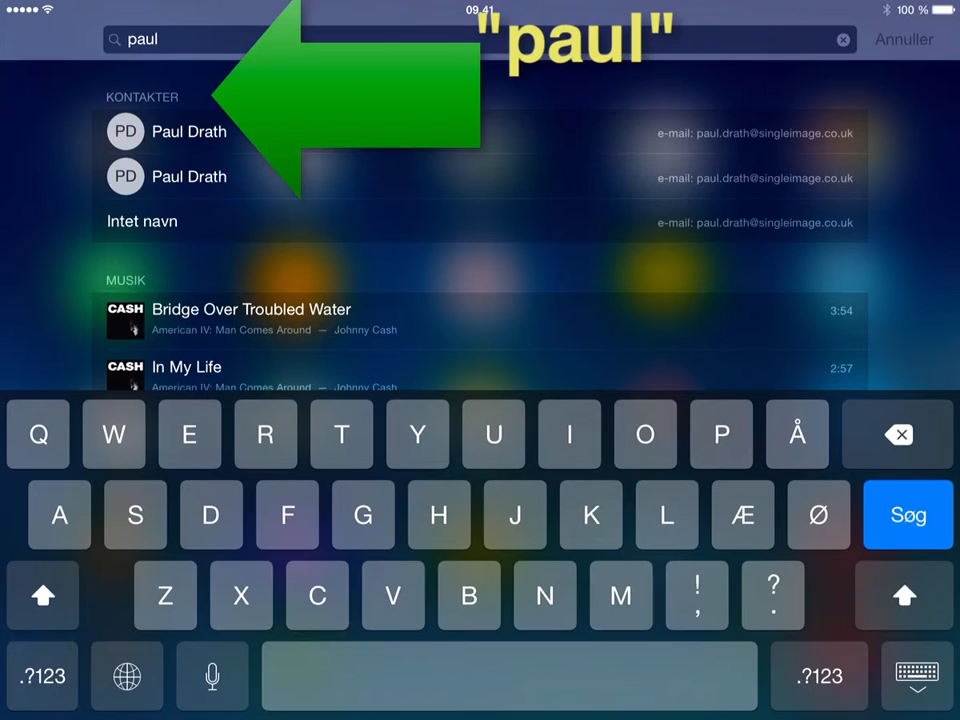 09.41
100 %
"paul"
paul
Annuller
KONTAKTER
PD Paul Drath e-mail: paul.drath@singleimage.co.uk
PD Paul Drath e-mail: paul.drath@singleimage.co.uk
Intet navn e-mail: paul.drath@singleimage.co.uk
MUSIK
CASH Bridge Over Troubled Water 3:54
American IV: Man Comes Around — Johnny Cash
CASH In My Life 2:57
American IV: Man Comes Around — Johnny Cash
Q W E R T Y U I O P Å
A S D F G H J K L Æ Ø Søg
Z X C V B N M ! , ? .
.?123 .?123